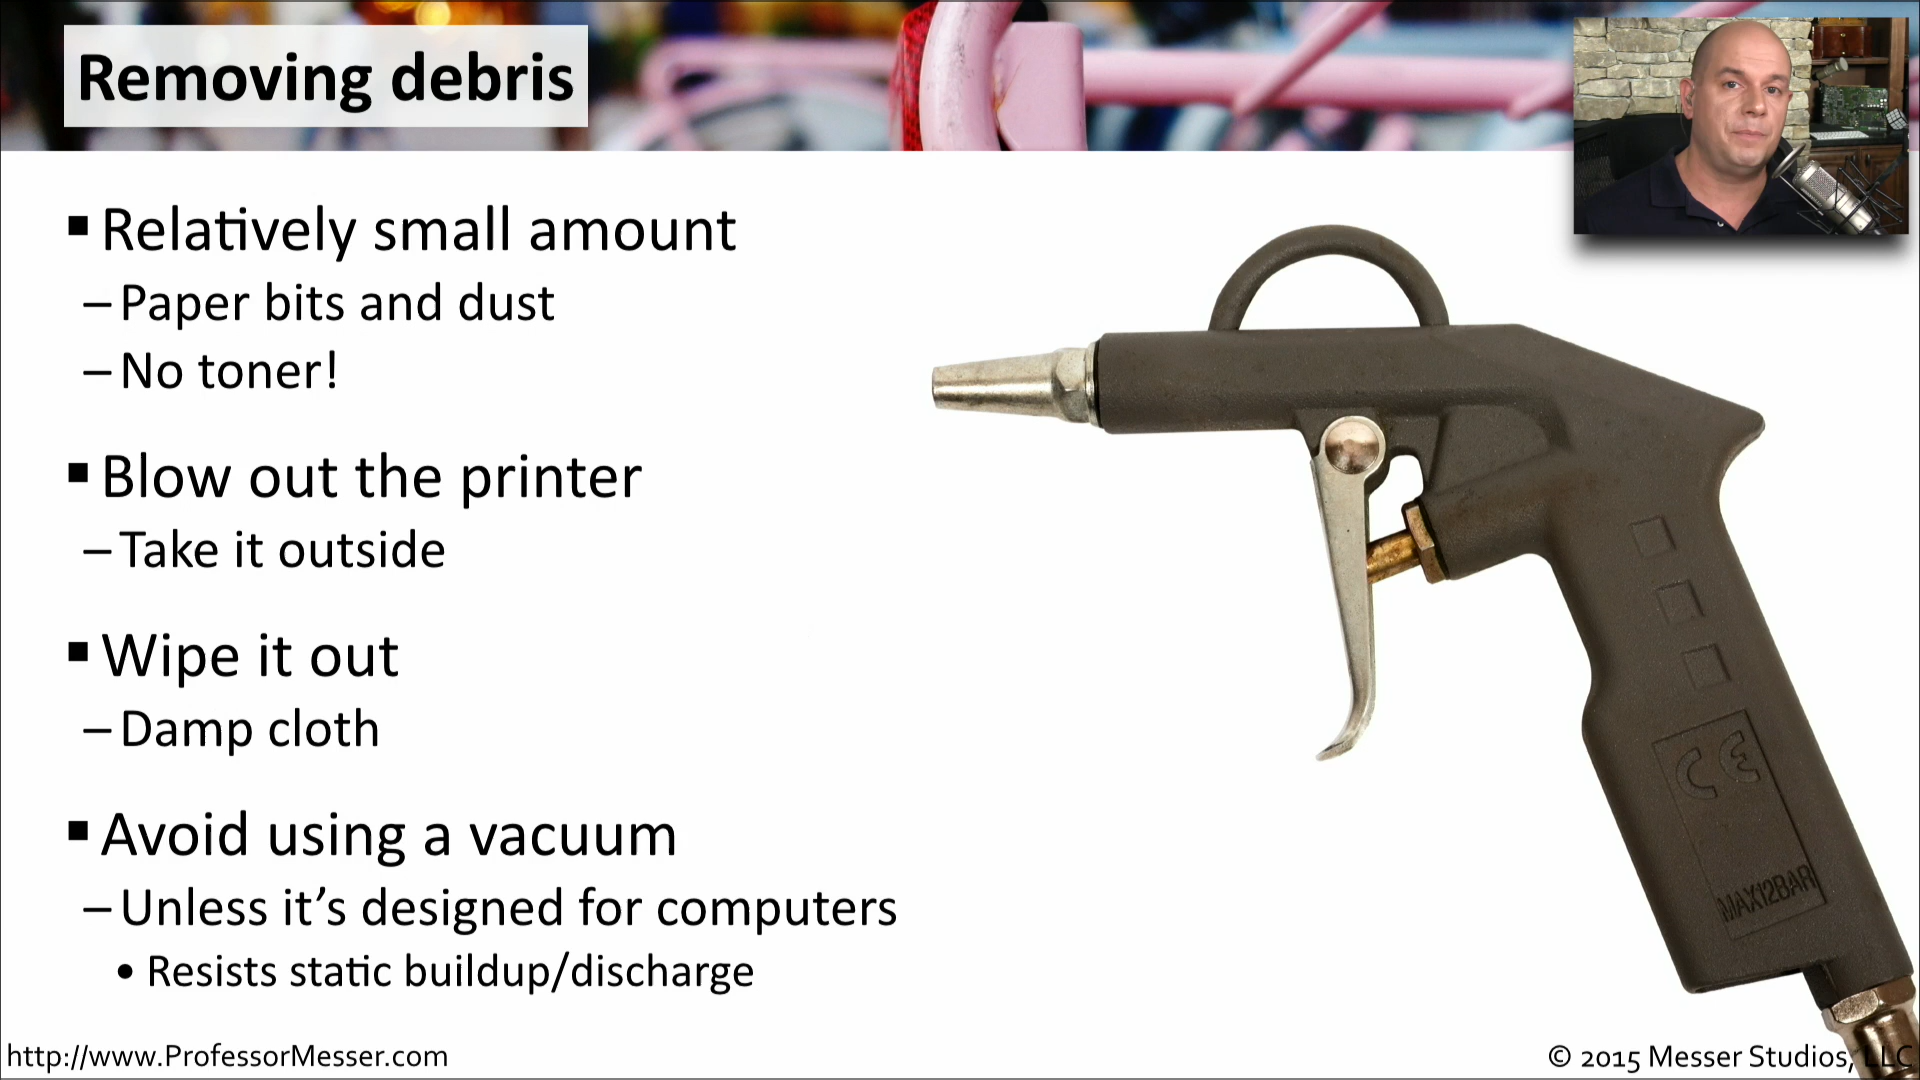 Removing debris
▪ Relatively small amount
– Paper bits and dust
– No toner!
▪ Blow out the printer
– Take it outside
▪ Wipe it out
– Damp cloth
▪ Avoid using a vacuum
– Unless it’s designed for computers
• Resists static buildup/discharge
CE
MAX12BAR
http://www.ProfessorMesser.com
© 2015 Messer Studios, LLC